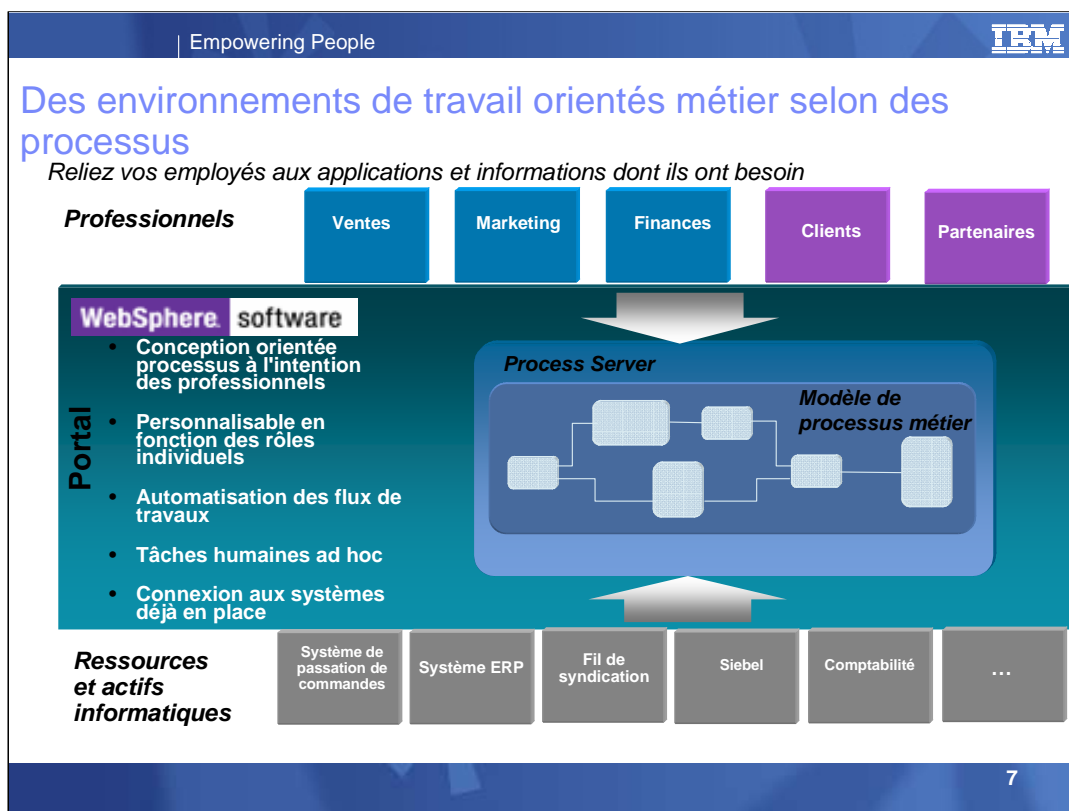 Empowering People
IBM
Des environnements de travail orientés métier selon des
processus
Reliez vos employés aux applications et informations dont ils ont besoin
Professionnels
Ventes
Marketing
Finances
Clients
Partenaires
WebSphere. software
Portal
• Conception orientée
processus à l'intention
des professionnels
• Personnalisable en
fonction des rôles
individuels
• Automatisation des flux de
travaux
• Tâches humaines ad hoc
• Connexion aux systèmes
déjà en place
Process Server
Modèle de
processus métier
Ressources
et actifs
informatiques
Système de
passation de
commandes
Système ERP
Fil de
syndication
Siebel
Comptabilité
...
7